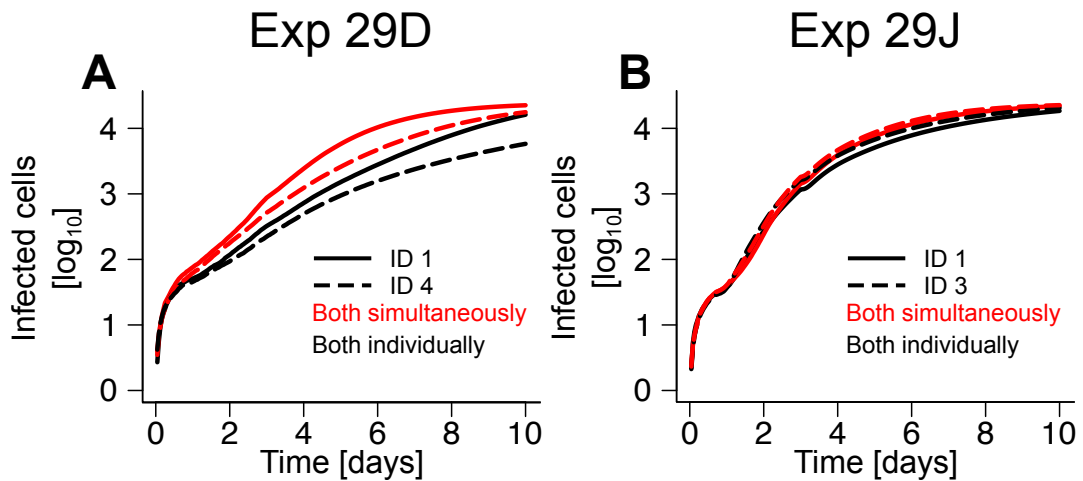 Exp 29D
A
Infected cells
[log10]
4
3
2
1
0
ID 1
ID 4
Both simultaneously
Both individually
0 2 4 6 8 10
Time [days]
Exp 29J
B
Infected cells
[log10]
4
3
2
1
0
ID 1
ID 3
Both simultaneously
Both individually
0 2 4 6 8 10
Time [days]